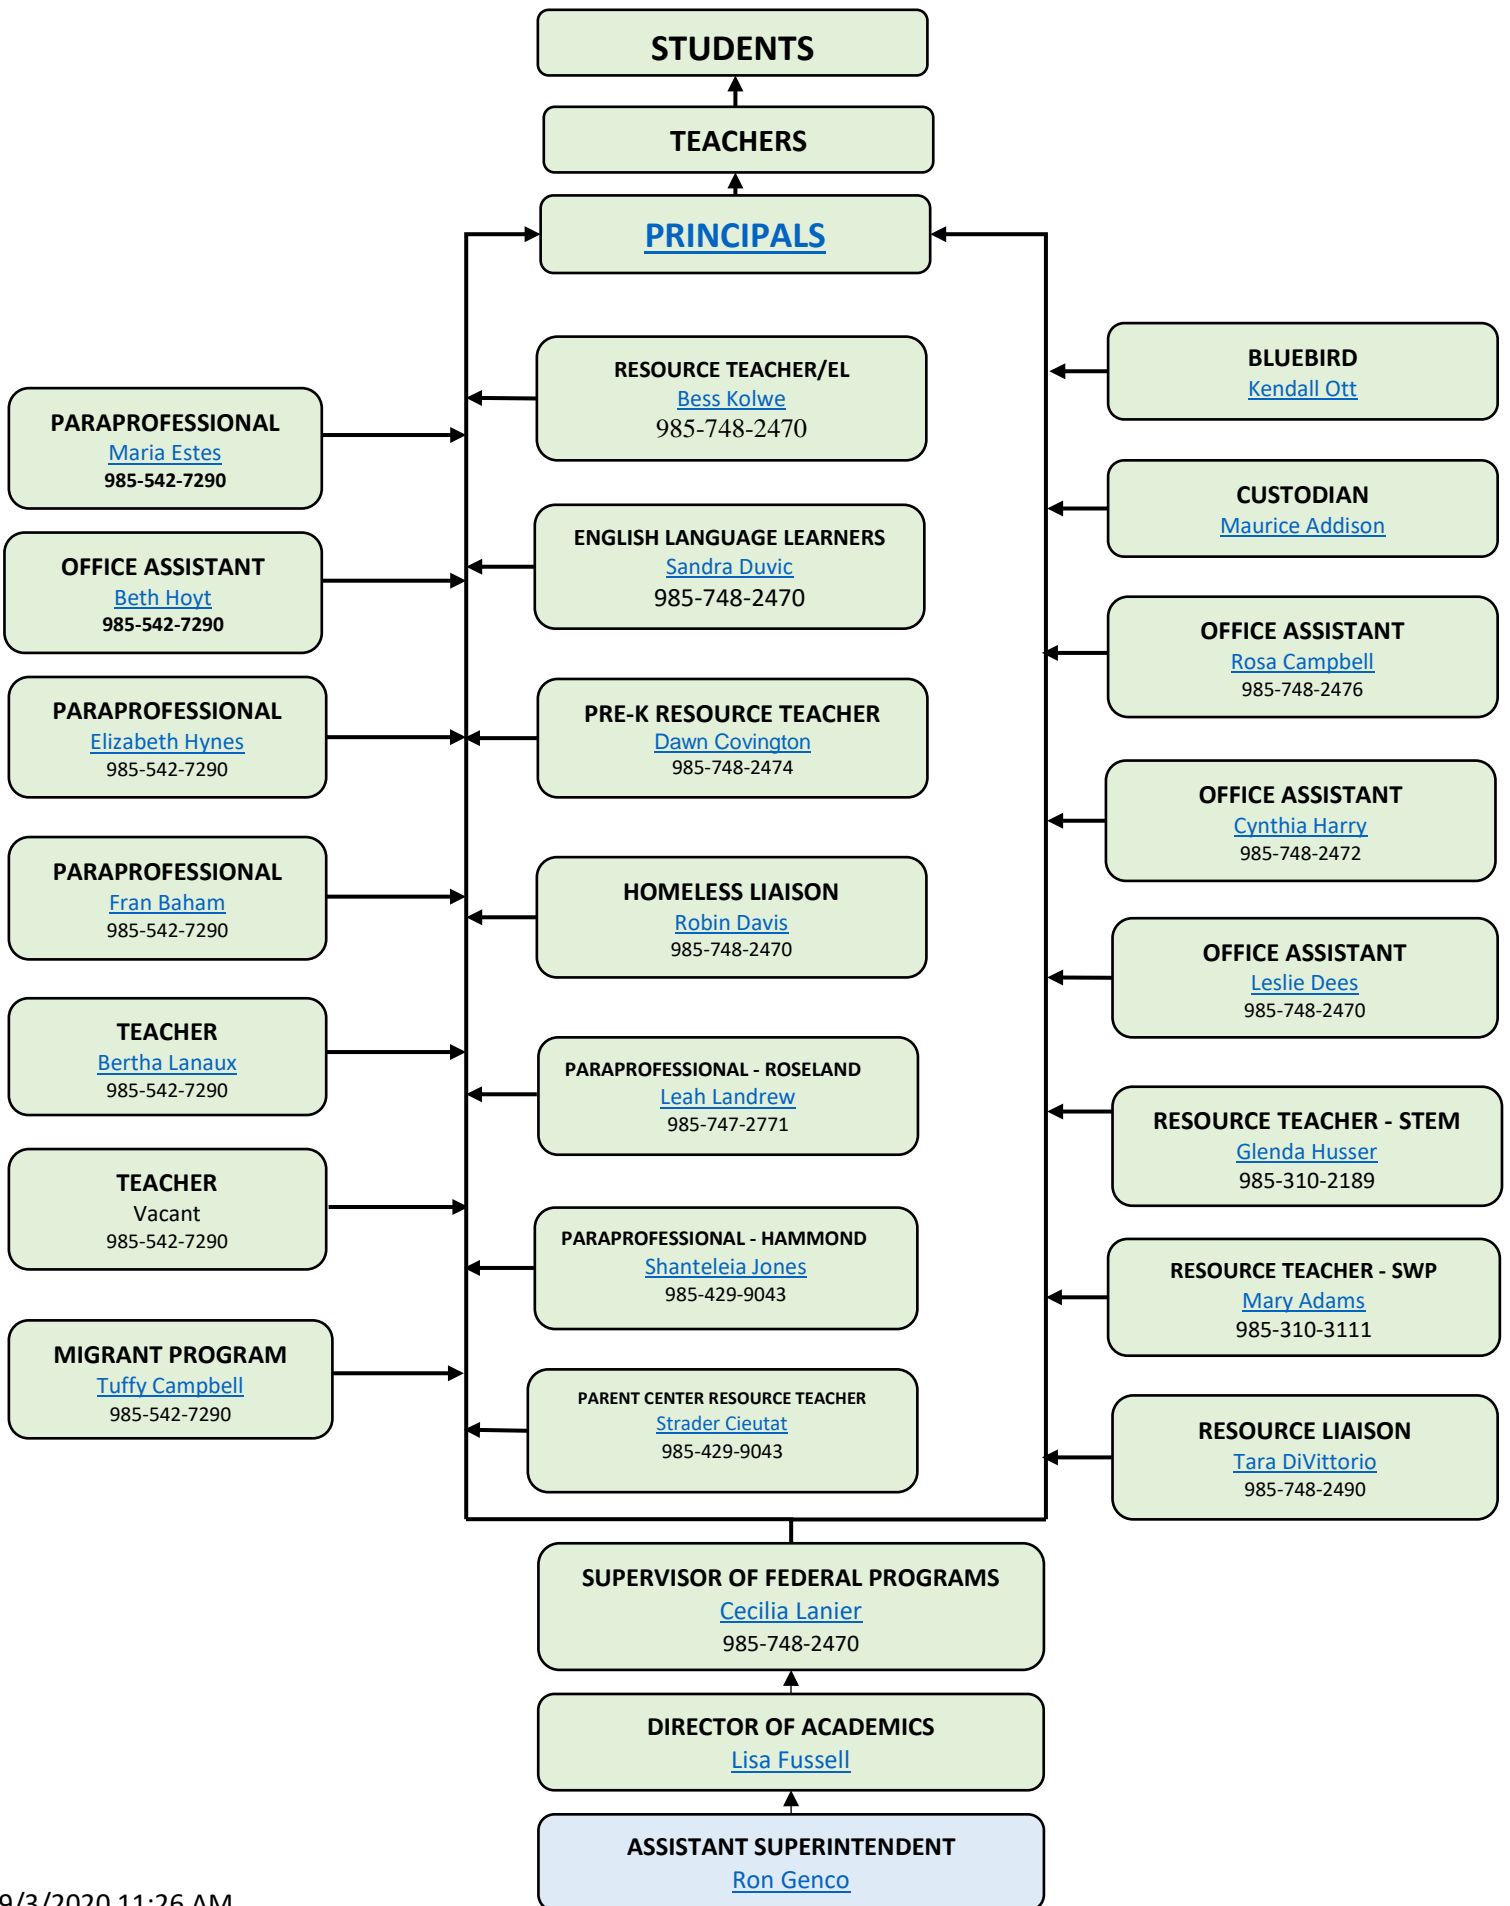 STUDENTS
TEACHERS
PRINCIPALS
PARAPROFESSIONAL
Maria Estes
985-542-7290
OFFICE ASSISTANT
Beth Hoyt
985-542-7290
PARAPROFESSIONAL
Elizabeth Hynes
985-542-7290
PARAPROFESSIONAL
Fran Baham
985-542-7290
TEACHER
Bertha Lanaux
985-542-7290
TEACHER
Vacant
985-542-7290
MIGRANT PROGRAM
Tuffy Campbell
985-542-7290
RESOURCE TEACHER/EL
Bess Kolwe
985-748-2470
ENGLISH LANGUAGE LEARNERS
Sandra Duvic
985-748-2470
PRE-K RESOURCE TEACHER
Dawn Covington
985-748-2474
HOMELESS LIAISON
Robin Davis
985-748-2470
PARAPROFESSIONAL - ROSELAND
Leah Landrew
985-747-2771
PARAPROFESSIONAL - HAMMOND
Shanteleia Jones
985-429-9043
PARENT CENTER RESOURCE TEACHER
Strader Cieutat
985-429-9043
BLUEBIRD
Kendall Ott
CUSTODIAN
Maurice Addison
OFFICE ASSISTANT
Rosa Campbell
985-748-2476
OFFICE ASSISTANT
Cynthia Harry
985-748-2472
OFFICE ASSISTANT
Leslie Dees
985-748-2470
RESOURCE TEACHER - STEM
Glenda Husser
985-310-2189
RESOURCE TEACHER - SWP
Mary Adams
985-310-3111
RESOURCE LIAISON
Tara DiVittorio
985-748-2490
SUPERVISOR OF FEDERAL PROGRAMS
Cecilia Lanier
985-748-2470
DIRECTOR OF ACADEMICS
Lisa Fussell
ASSISTANT SUPERINTENDENT
Ron Genco
9/3/2020 11:26 AM